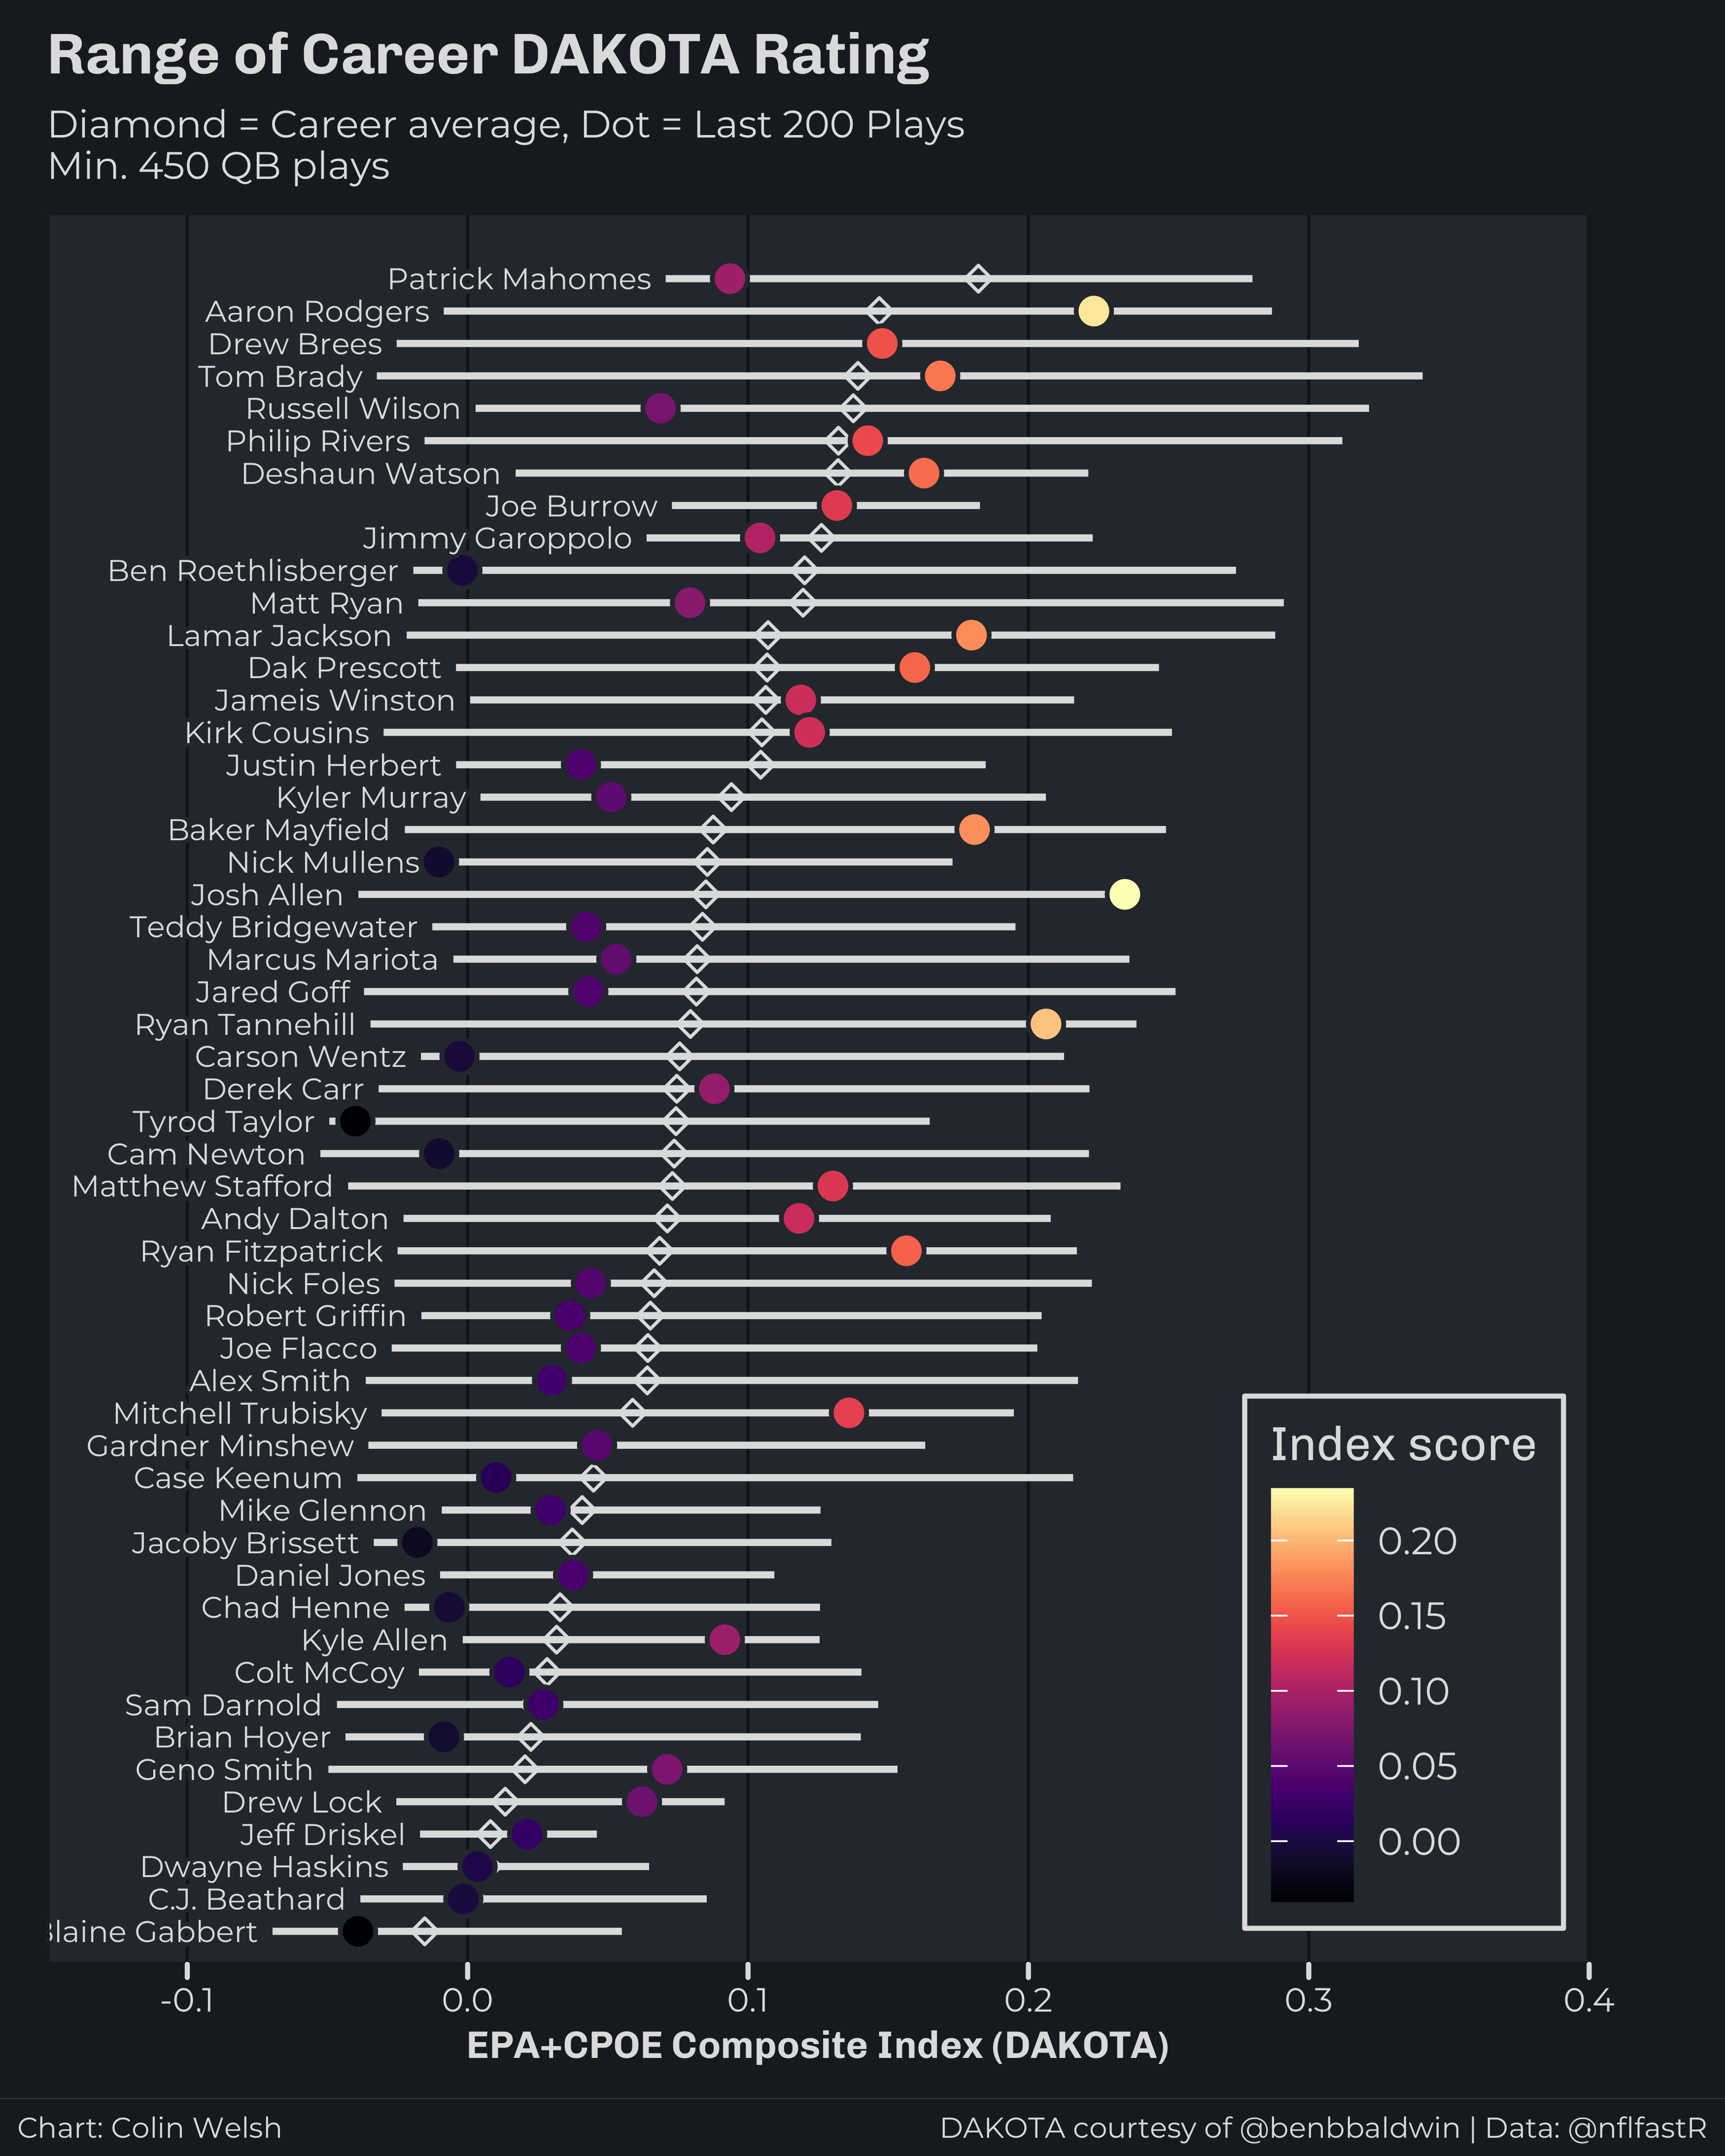 Range of Career DAKOTA Rating
Diamond = Career average, Dot = Last 200 Plays
Min. 450 QB plays
Patrick Mahomes
Aaron Rodgers
Drew Brees
Tom Brady
Russell Wilson
Philip Rivers
Deshaun Watson
Joe Burrow
Jimmy Garoppolo
Ben Roethlisberger
Matt Ryan
Lamar Jackson
Dak Prescott
Jameis Winston
Kirk Cousins
Justin Herbert
Kyler Murray
Baker Mayfield
Nick Mullens
Josh Allen
Teddy Bridgewater
Marcus Mariota
Jared Goff
Ryan Tannehill
Carson Wentz
Derek Carr
Tyrod Taylor
Cam Newton
Matthew Stafford
Andy Dalton
Ryan Fitzpatrick
Nick Foles
Robert Griffin
Joe Flacco
Alex Smith
Mitchell Trubisky
Gardner Minshew
Case Keenum
Mike Glennon
Jacoby Brissett
Daniel Jones
Chad Henne
Kyle Allen
Colt McCoy
Sam Darnold
Brian Hoyer
Geno Smith
Drew Lock
Jeff Driskel
Dwayne Haskins
C.J. Beathard
Blaine Gabbert
Index score
0.20
0.15
0.10
0.05
0.00
-0.1 0.0 0.1 0.2 0.3 0.4
EPA+CPOE Composite Index (DAKOTA)
Chart: Colin Welsh
DAKOTA courtesy of @benbbaldwin | Data: @nflfastR